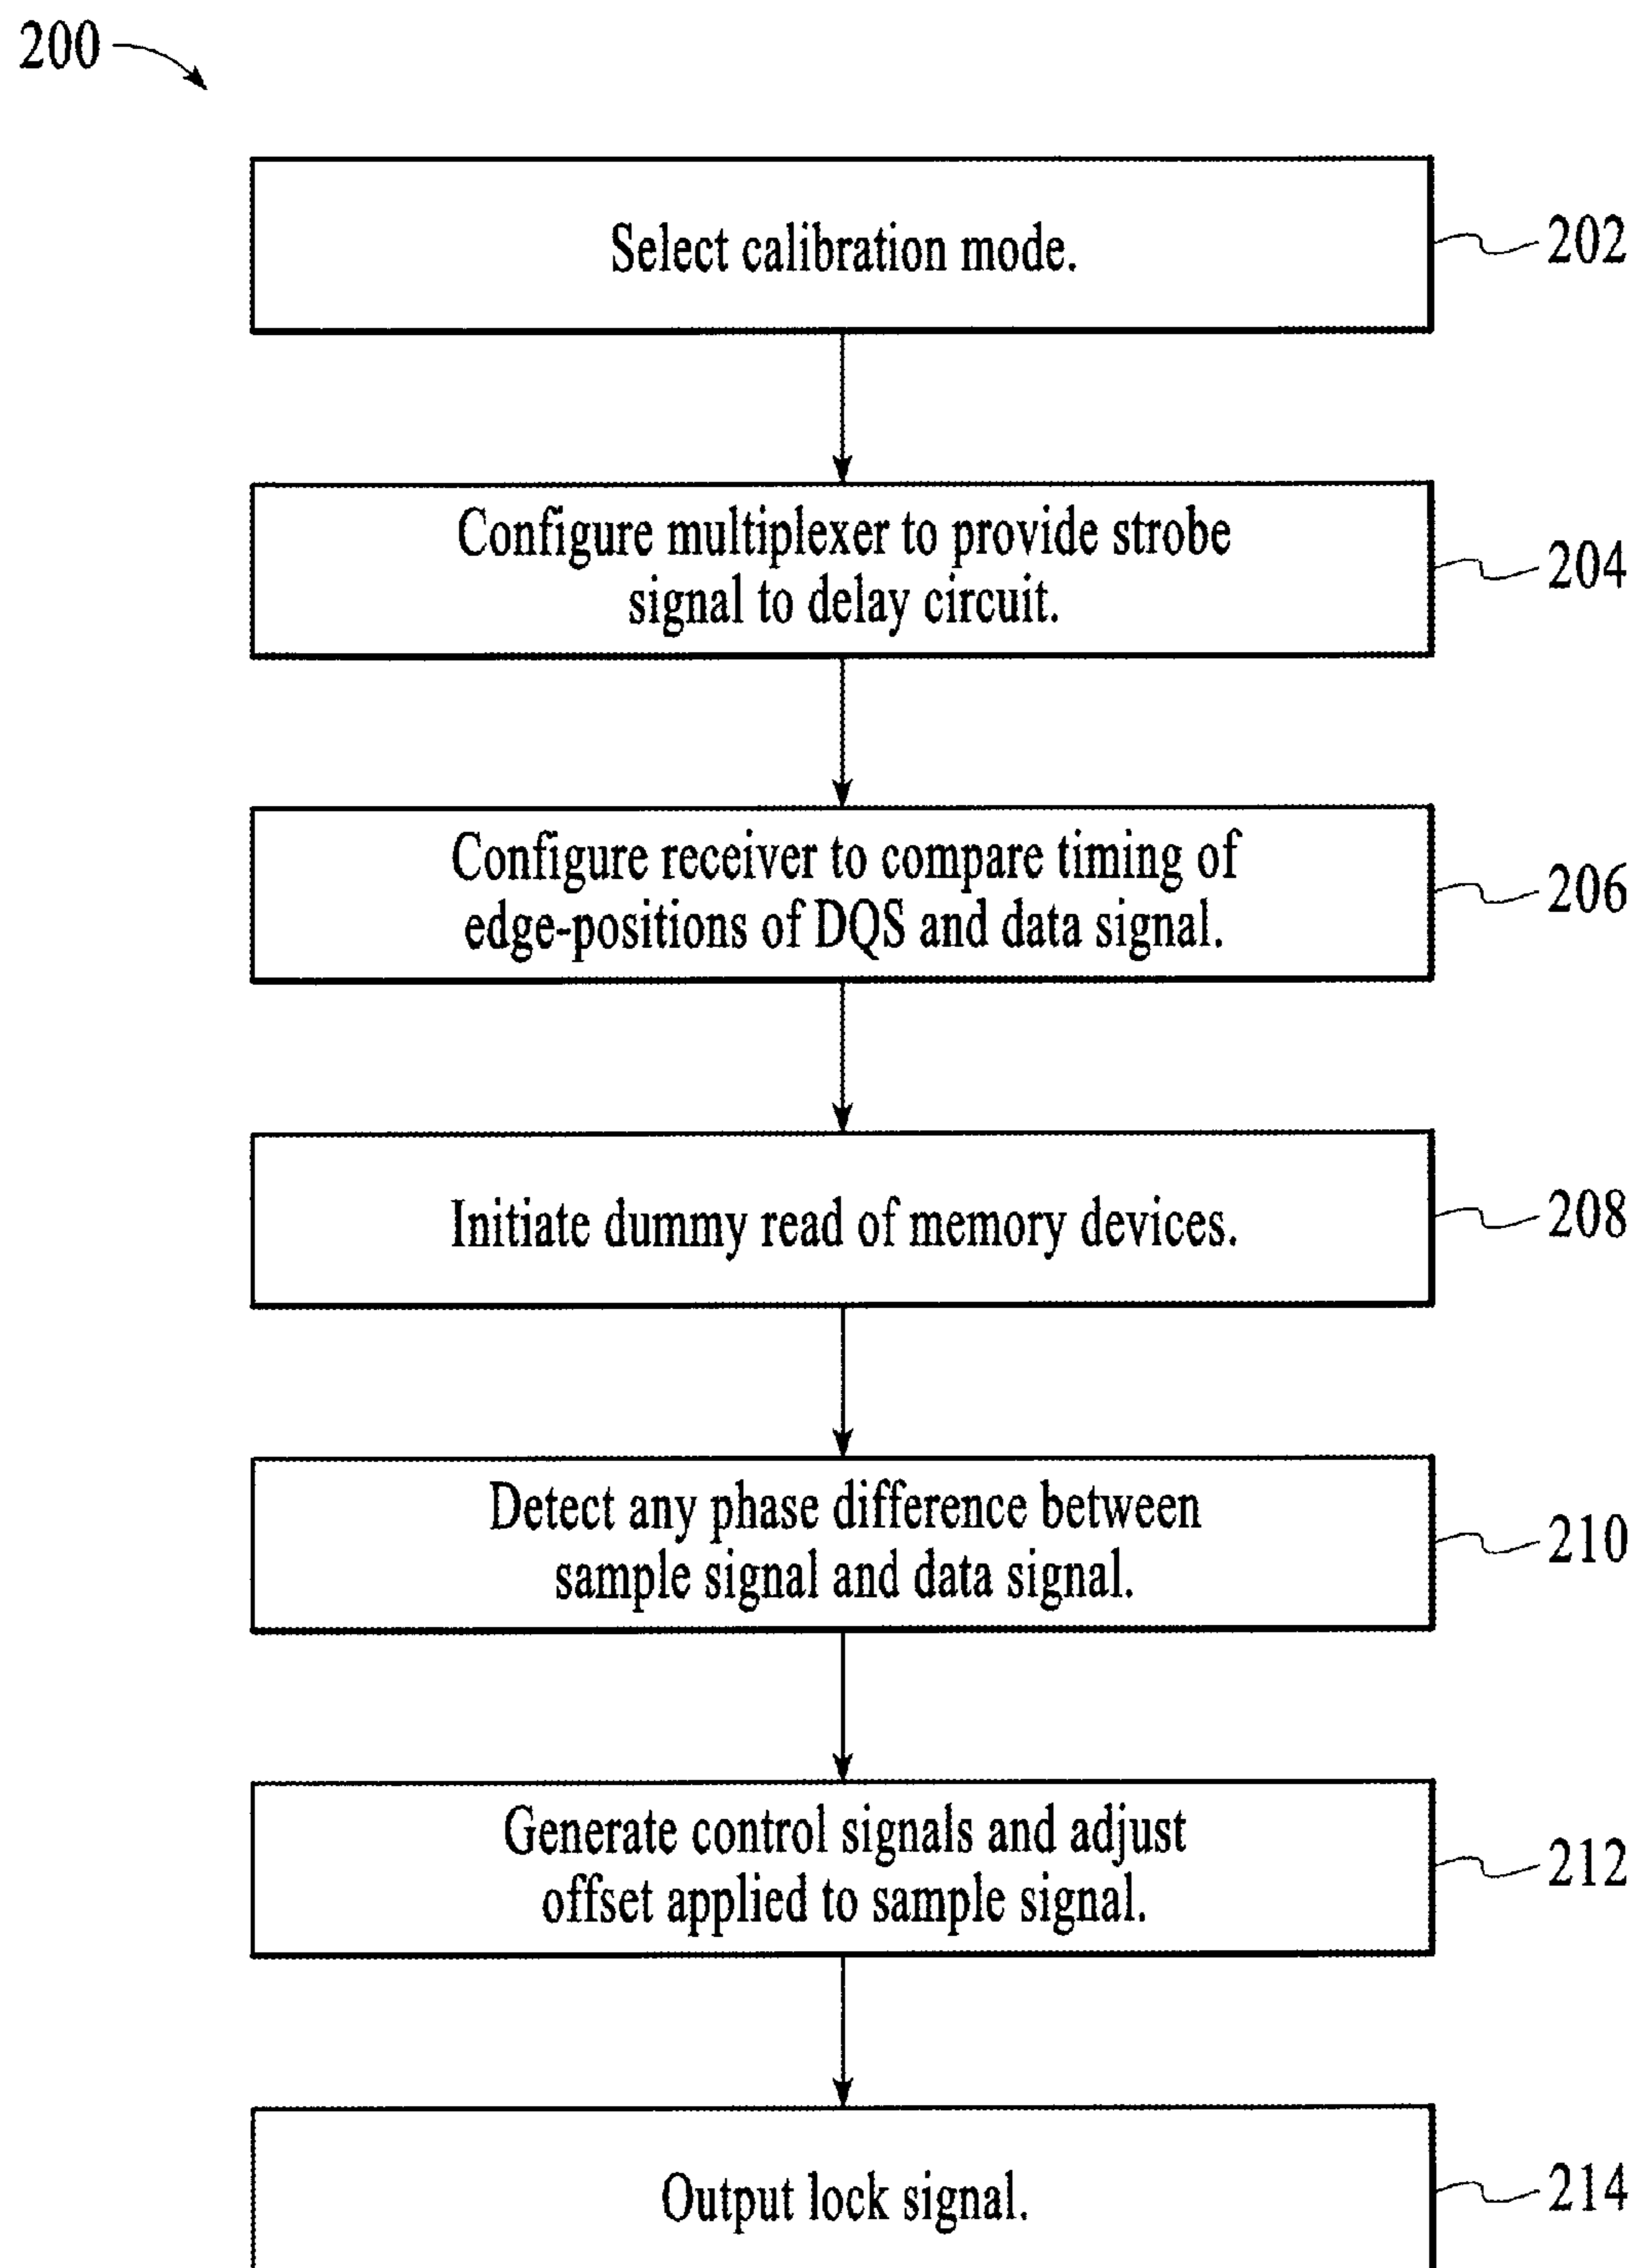 200
Select calibration mode.
202
Configure multiplexer to provide strobe
signal to delay circuit.
204
Configure receiver to compare timing of
edge-positions of DQS and data signal.
206
Initiate dummy read of memory devices.
208
Detect any phase difference between
sample signal and data signal.
210
Generate control signals and adjust
offset applied to sample signal.
212
Output lock signal.
214